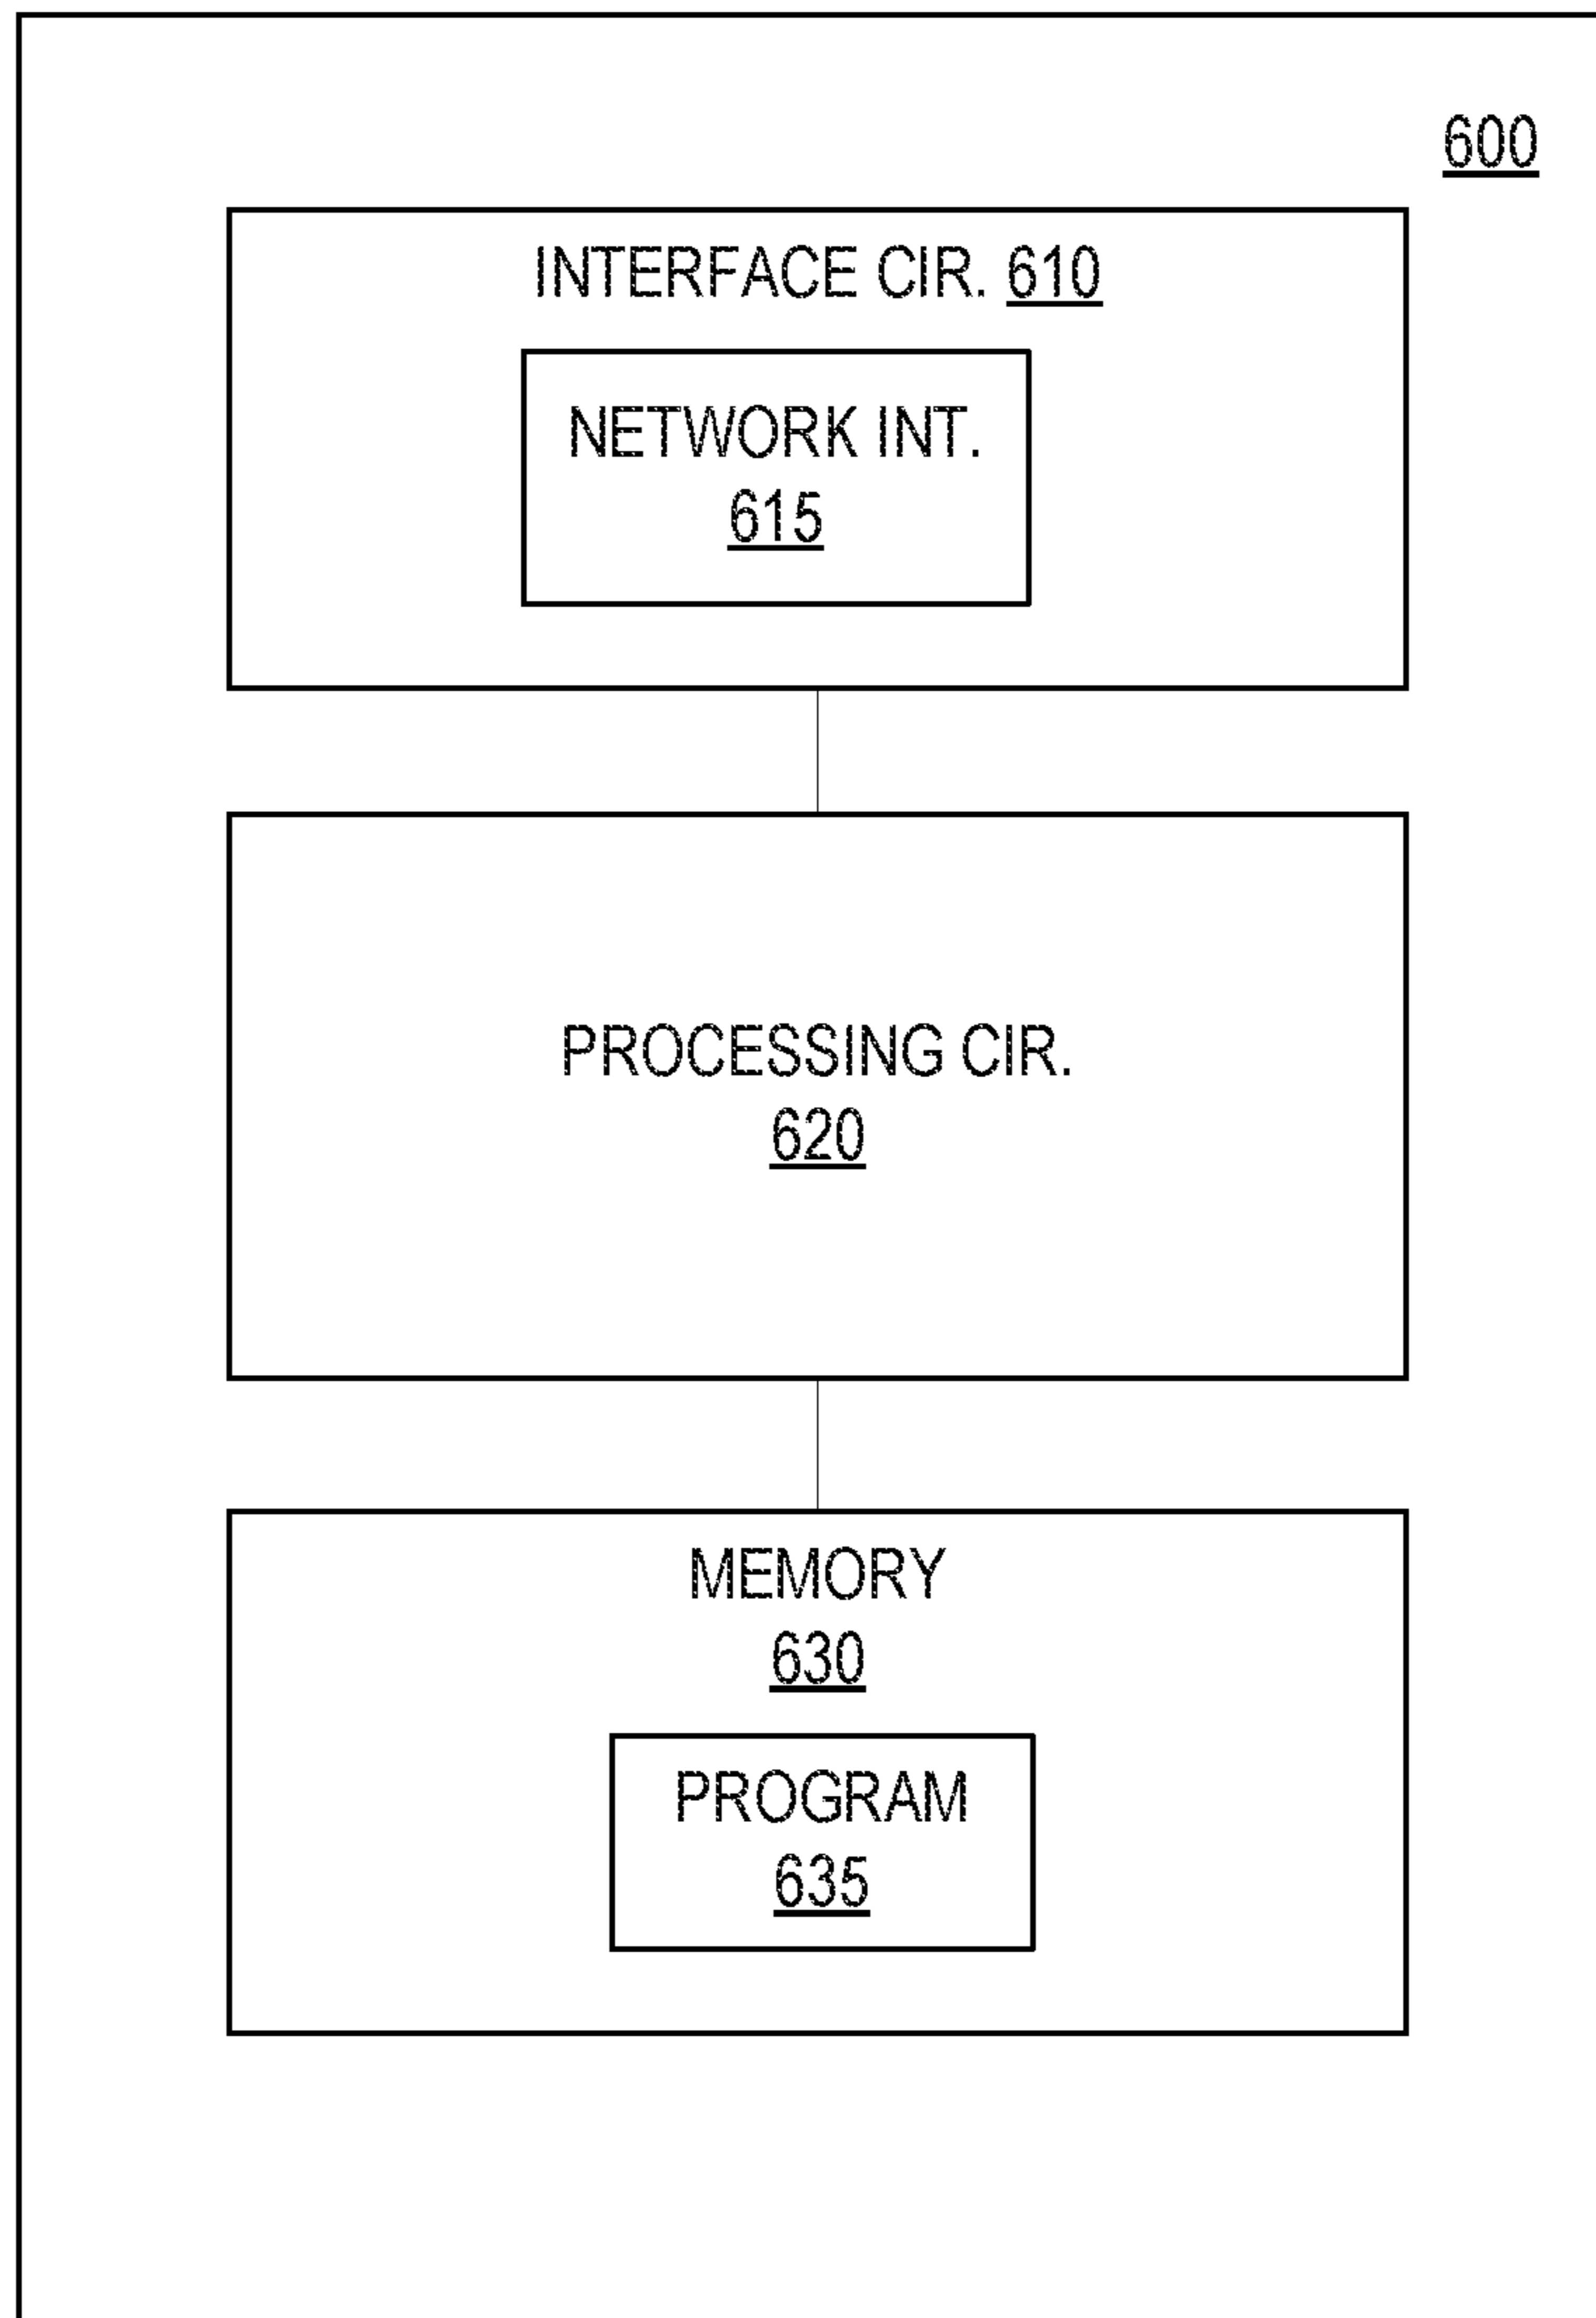 600
INTERFACE CIR. 610
NETWORK INT.
615
PROCESSING CIR.
620
MEMORY
630
PROGRAM
635